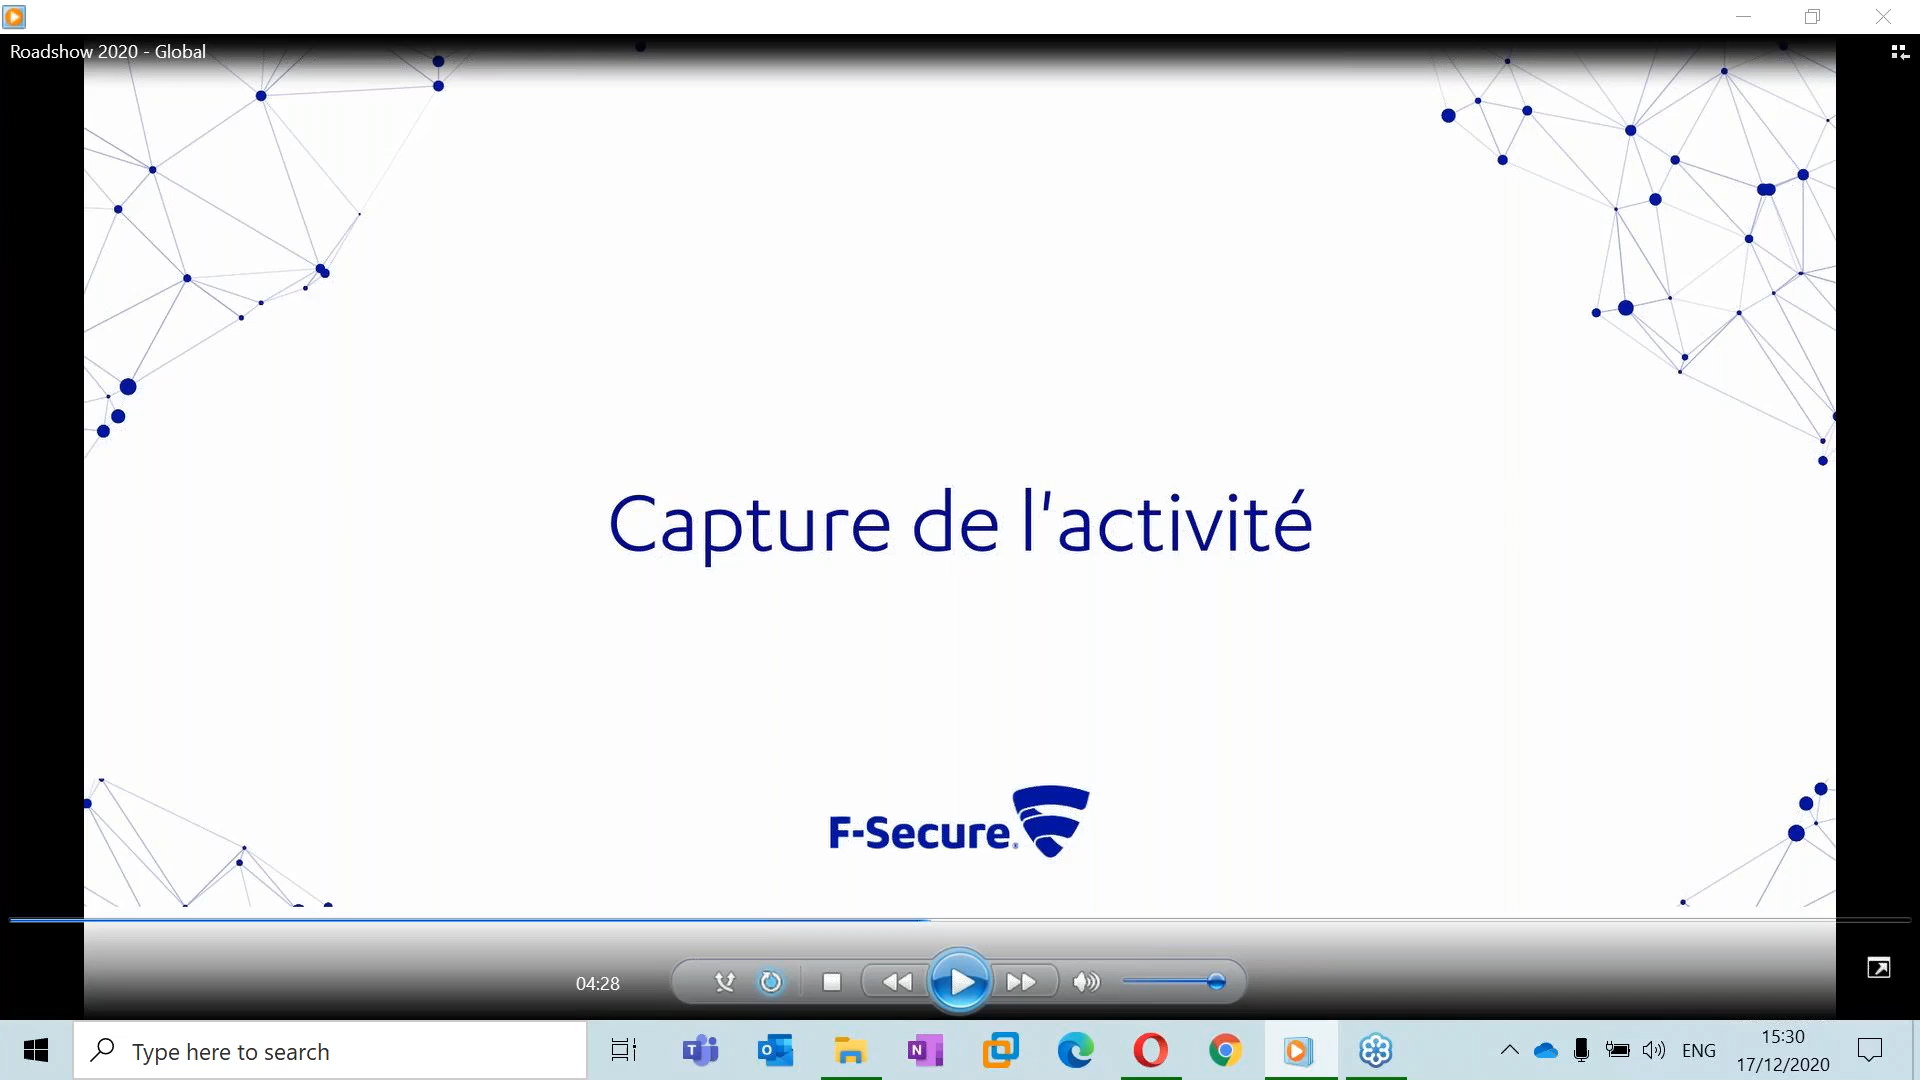 Roadshow 2020 - Global
Capture de l'activité
F-Secure®
04:28
Type here to search
ENG
15:30
17/12/2020